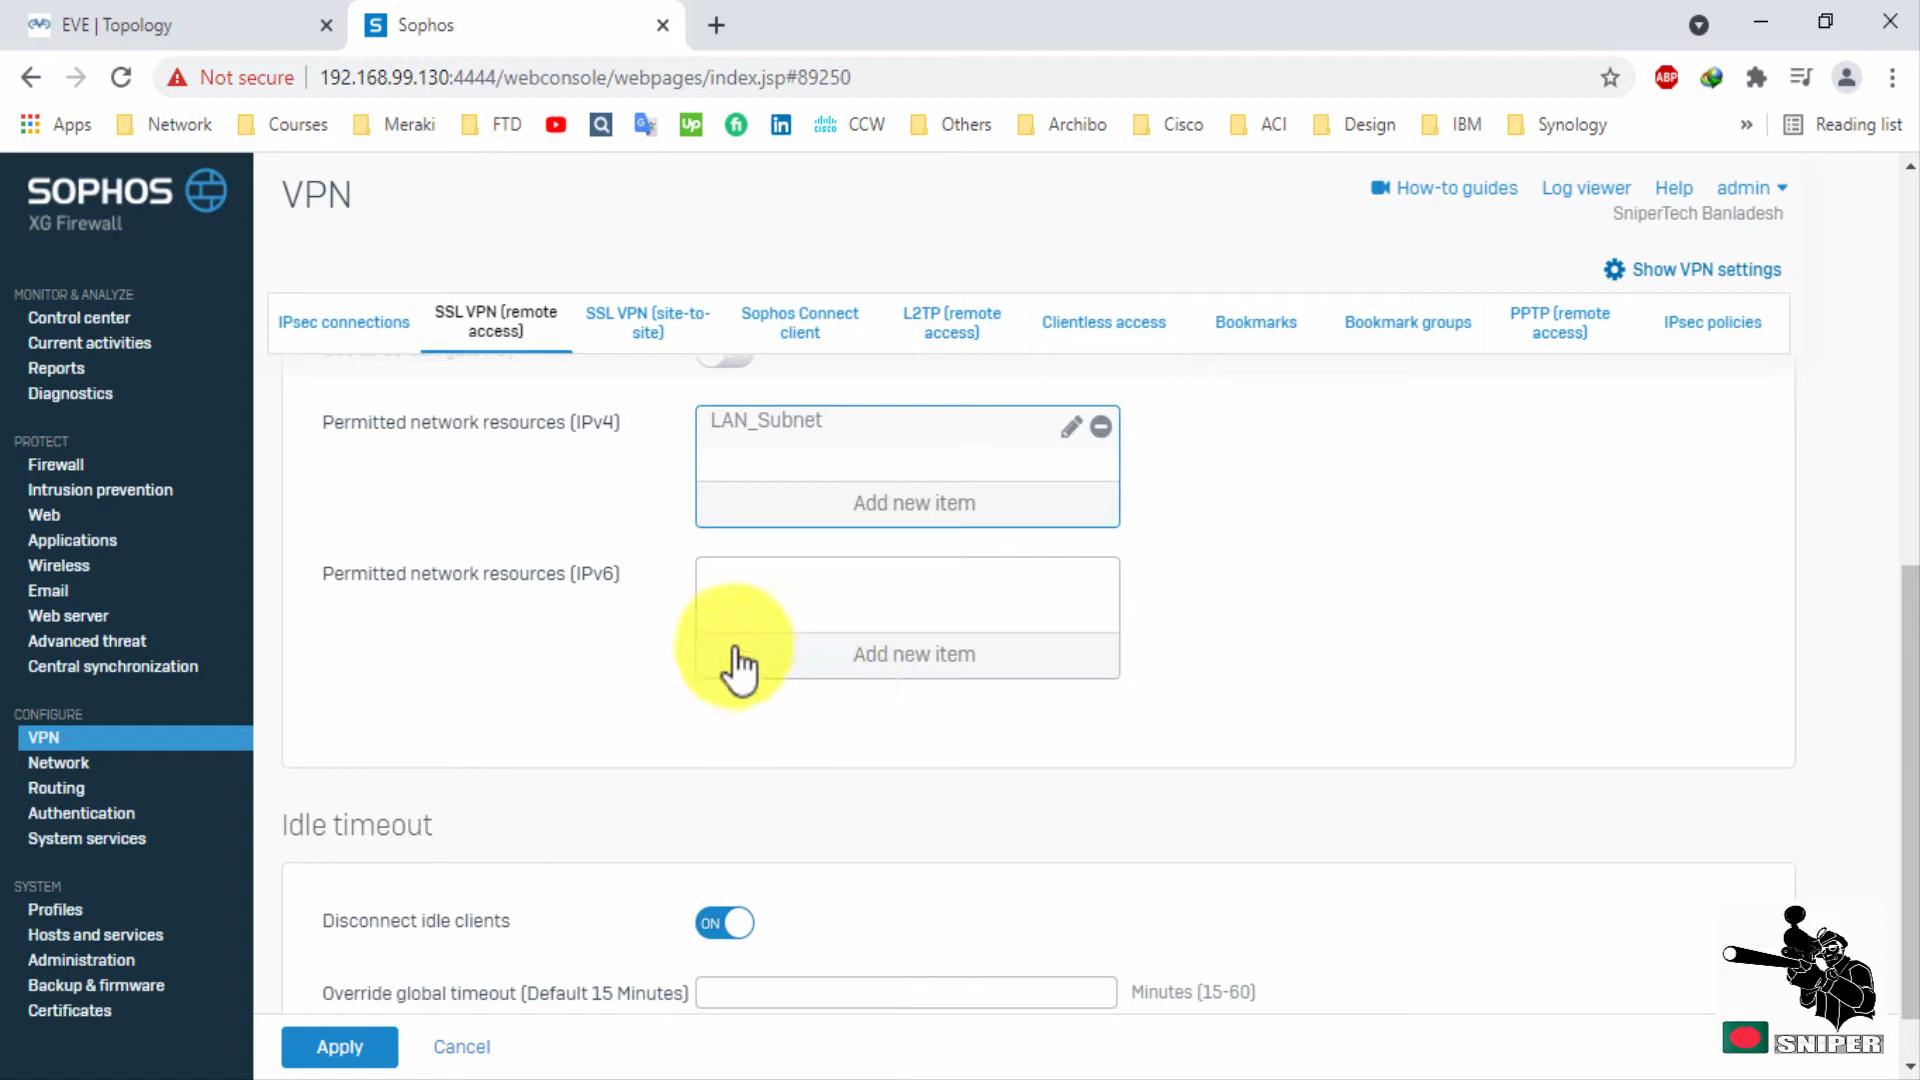 EVE | Topology
Sophos
Not secure
192.168.99.130:4444/webconsole/webpages/index.jsp#89250
ABP
Apps
Network
Courses
Meraki
FTD
Up
fi
in
cisco
CCW
Others
Archibo
Cisco
ACI
Design
IBM
Synology
»
Reading list
SOPHOS
XG Firewall
VPN
How-to guides
Log viewer
Help
admin
SniperTech Banladesh
Show VPN settings
IPsec connections
SSL VPN (remote access)
SSL VPN (site-to-site)
Sophos Connect client
L2TP (remote access)
Clientless access
Bookmarks
Bookmark groups
PPTP (remote access)
IPsec policies
MONITOR & ANALYZE
Control center
Current activities
Reports
Diagnostics
PROTECT
Firewall
Intrusion prevention
Web
Applications
Wireless
Email
Web server
Advanced threat
Central synchronization
CONFIGURE
VPN
Network
Routing
Authentication
System services
SYSTEM
Profiles
Hosts and services
Administration
Backup & firmware
Certificates
Permitted network resources (IPv4)
LAN_Subnet
Add new item
Permitted network resources (IPv6)
Add new item
Idle timeout
Disconnect idle clients
ON
Override global timeout (Default 15 Minutes)
Minutes (15-60)
Apply
Cancel
SNIPER